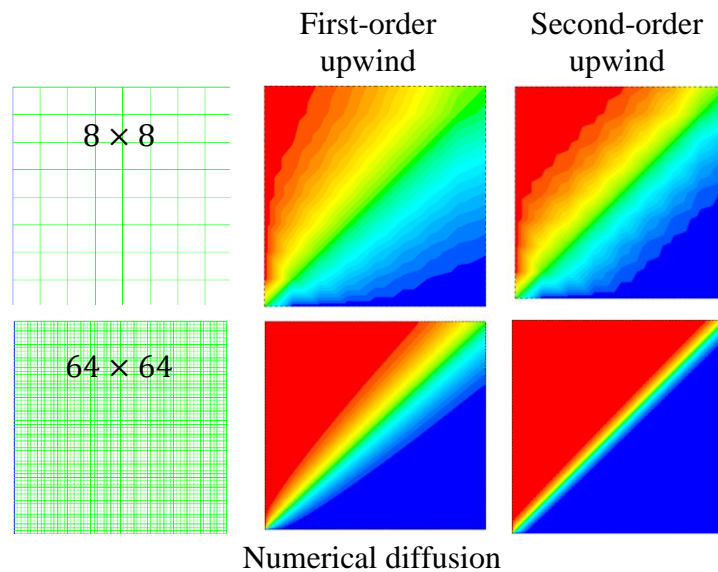 First-order
upwind
Second-order
upwind
8 × 8
64 × 64
Numerical diffusion